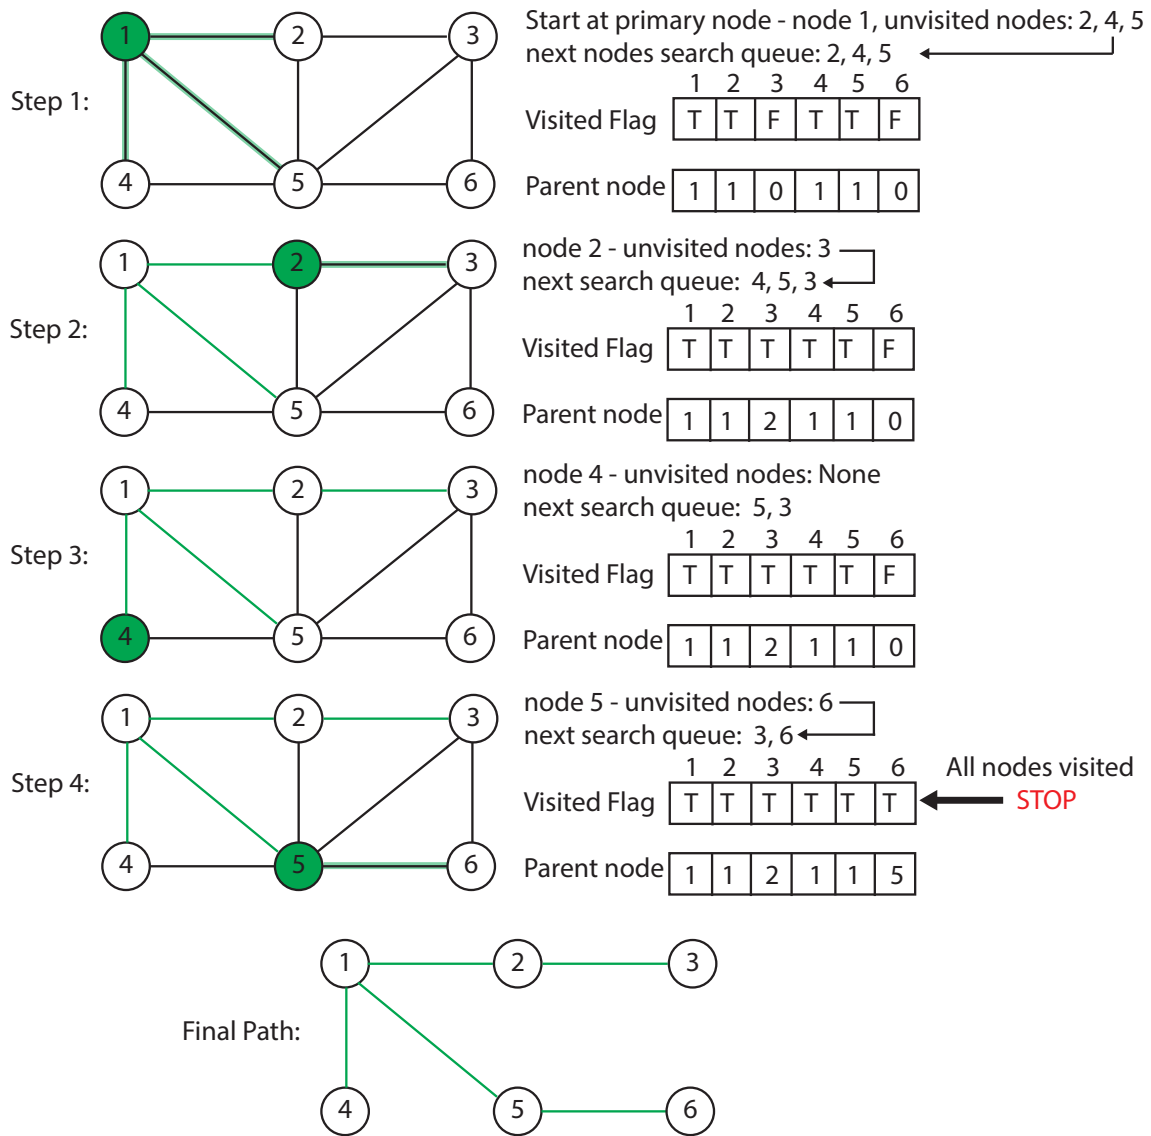 Start at primary node - node 1, unvisited nodes: 2, 4, 5
next nodes search queue: 2, 4, 5
Step 1:
1 2 3
4 5 6
1 2 3 4 5 6
Visited Flag T T F T T F
Parent node 1 1 0 1 1 0
node 2 - unvisited nodes: 3
next search queue: 4, 5, 3
Step 2:
1 2 3
4 5 6
1 2 3 4 5 6
Visited Flag T T T T T F
Parent node 1 1 2 1 1 0
node 4 - unvisited nodes: None
next search queue: 5, 3
Step 3:
1 2 3
4 5 6
1 2 3 4 5 6
Visited Flag T T T T T F
Parent node 1 1 2 1 1 0
node 5 - unvisited nodes: 6
next search queue: 3, 6
Step 4:
1 2 3
4 5 6
1 2 3 4 5 6
Visited Flag T T T T T T
All nodes visited
STOP
Parent node 1 1 2 1 1 5
Final Path:
1 2 3
4 5 6